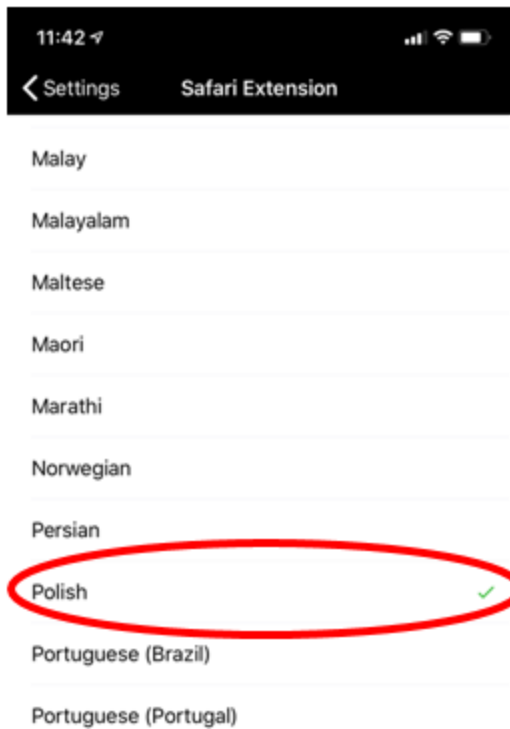 11:42
Settings Safari Extension
Malay
Malayalam
Maltese
Maori
Marathi
Norwegian
Persian
Polish
Portuguese (Brazil)
Portuguese (Portugal)